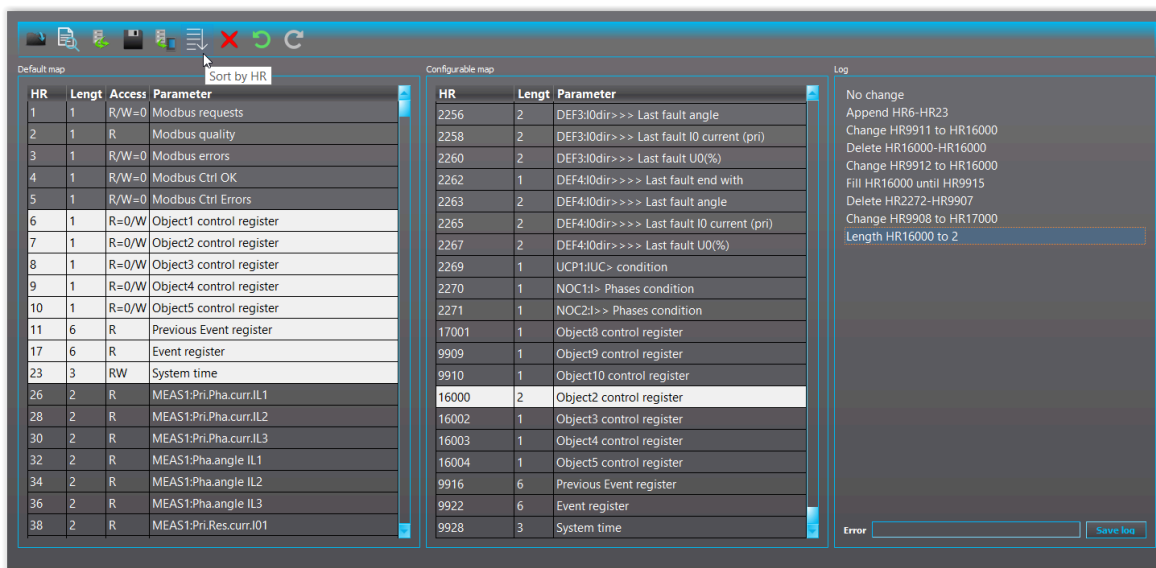 Sort by HR
Default map
Configurable map
Log
HR Lengt Access Parameter
1 1 R/W=0 Modbus requests
2 1 R Modbus quality
3 1 R/W=0 Modbus errors
4 1 R/W=0 Modbus Ctrl OK
5 1 R/W=0 Modbus Ctrl Errors
6 1 R=0/W Object1 control register
7 1 R=0/W Object2 control register
8 1 R=0/W Object3 control register
9 1 R=0/W Object4 control register
10 1 R=0/W Object5 control register
11 6 R Previous Event register
17 6 R Event register
23 3 RW System time
26 2 R MEAS1:Pri.Pha.curr.IL1
28 2 R MEAS1:Pri.Pha.curr.IL2
30 2 R MEAS1:Pri.Pha.curr.IL3
32 2 R MEAS1:Pha.angle IL1
34 2 R MEAS1:Pha.angle IL2
36 2 R MEAS1:Pha.angle IL3
38 2 R MEAS1:Pri.Res.curr.I01
HR Lengt Parameter
2256 2 DEF3:I0dir>>> Last fault angle
2258 2 DEF3:I0dir>>> Last fault I0 current (pri)
2260 2 DEF3:I0dir>>> Last fault U0(%)
2262 1 DEF4:I0dir>>>> Last fault end with
2263 2 DEF4:I0dir>>>> Last fault angle
2265 2 DEF4:I0dir>>>> Last fault I0 current (pri)
2267 2 DEF4:I0dir>>>> Last fault U0(%)
2269 1 UCP1:IUC> condition
2270 1 NOC1:I> Phases condition
2271 1 NOC2:I>> Phases condition
17001 1 Object8 control register
9909 1 Object9 control register
9910 1 Object10 control register
16000 2 Object2 control register
16002 1 Object3 control register
16003 1 Object4 control register
16004 1 Object5 control register
9916 6 Previous Event register
9922 6 Event register
9928 3 System time
No change
Append HR6-HR23
Change HR9911 to HR16000
Delete HR16000-HR16000
Change HR9912 to HR16000
Fill HR16000 until HR9915
Delete HR2272-HR9907
Change HR9908 to HR17000
Length HR16000 to 2
Error
Save log